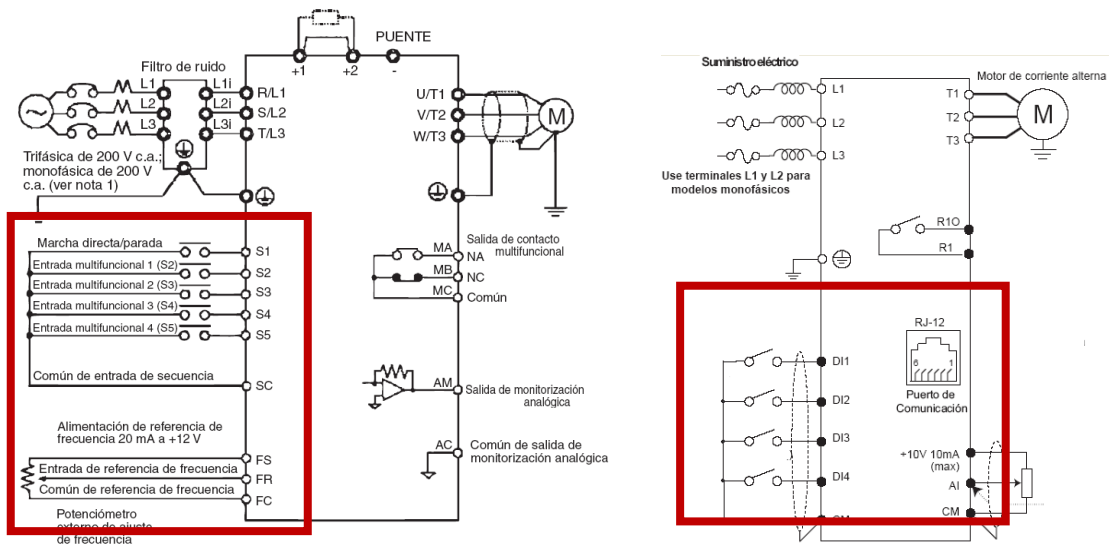 PUENTE
+1
+2
-
Filtro de ruido
L1
L1i
R/L1
L2
L2i
S/L2
L3
L3i
T/L3
U/T1
V/T2
W/T3
M
Trifásica de 200 V c.a.;
monofásica de 200 V
c.a. (ver nota 1)
Marcha directa/parada
S1
Entrada multifuncional 1 (S2)
S2
Entrada multifuncional 2 (S3)
S3
Entrada multifuncional 3 (S4)
S4
Entrada multifuncional 4 (S5)
S5
Común de entrada de secuencia
SC
Alimentación de referencia de
frecuencia 20 mA a +12 V
FS
Entrada de referencia de frecuencia
FR
Común de referencia de frecuencia
FC
Potenciómetro
externo de ajuste
de frecuencia
MA
NA
MB
NC
MC
Común
Salida de contacto
multifuncional
AM
Salida de monitorización
analógica
AC
Común de salida de
monitorización analógica
Suministro eléctrico
L1
L2
L3
Use terminales L1 y L2 para
modelos monofásicos
Motor de corriente alterna
T1
T2
T3
M
R1O
R1
RJ-12
6
1
Puerto de
Comunicación
DI1
DI2
DI3
DI4
CM
+10V 10mA
(max)
AI
CM